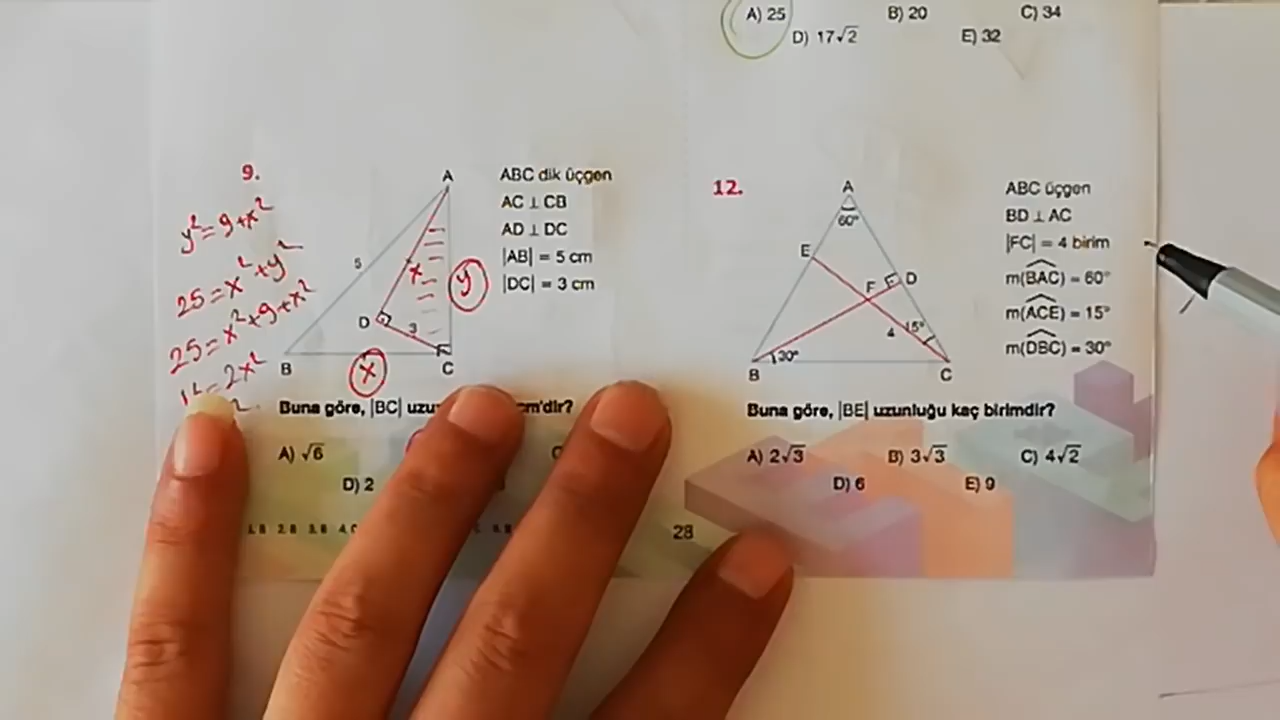 A) 25 B) 20 C) 34
D) 17√2 E) 32
9.
y²=9+x²
25=x²+y²
25=x²+9+x²
=2x²
A
5
x
y
D
3
B
x
C
ABC dik üçgen
AC ⊥ CB
AD ⊥ DC
|AB| = 5 cm
|DC| = 3 cm
Buna göre, |BC| cm'dir?
A) √6
D) 2
12.
A
60°
E
F
D
4
15°
30°
B
C
ABC üçgen
BD ⊥ AC
|FC| = 4 birim
m(BAC) = 60°
m(ACE) = 15°
m(DBC) = 30°
Buna göre, |BE| uzunluğu kaç birimdir?
A) 2√3 B) 3√3 C) 4√2
D) 6 E) 9
28